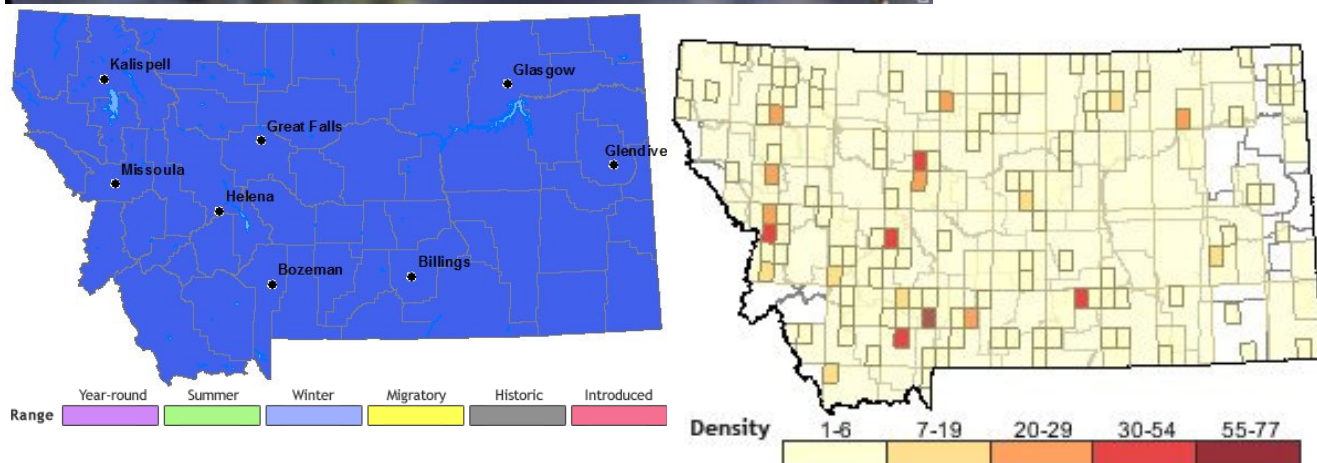 Kalispell
Glasgow
Great Falls
Glendive
Missoula
Helena
Bozeman
Billings
Range Year-round Summer Winter Migratory Historic Introduced
Density 1-6 7-19 20-29 30-54 55-77